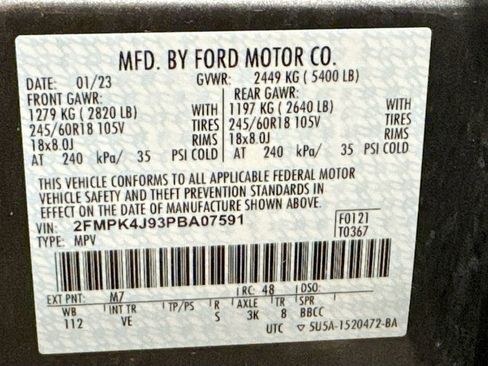 MFD. BY FORD MOTOR CO.
DATE: 01/23 GVWR: 2449 KG ( 5400 LB)
FRONT GAWR: REAR GAWR:
1279 KG ( 2820 LB) WITH 1197 KG ( 2640 LB) WITH
245/60R18 105V TIRES 245/60R18 105V TIRES
18x8.0J RIMS 18x8.0J RIMS
AT 240 kPa/ 35 PSI COLD AT 240 kPa/ 35 PSI COLD
THIS VEHICLE CONFORMS TO ALL APPLICABLE FEDERAL MOTOR
VEHICLE SAFETY AND THEFT PREVENTION STANDARDS IN
EFFECT ON THE DATE OF MANUFACTURE SHOWN ABOVE.
VIN: 2FMPK4J93PBA07591 F0121
TYPE: MPV T0367
EXT PNT: M7 RC: 48 DSO:
WB INT TR TP/PS R AXLE TR SPR
112 VE S 3K 8 BBCC
UTC ▽ 5U5A-1520472-BA